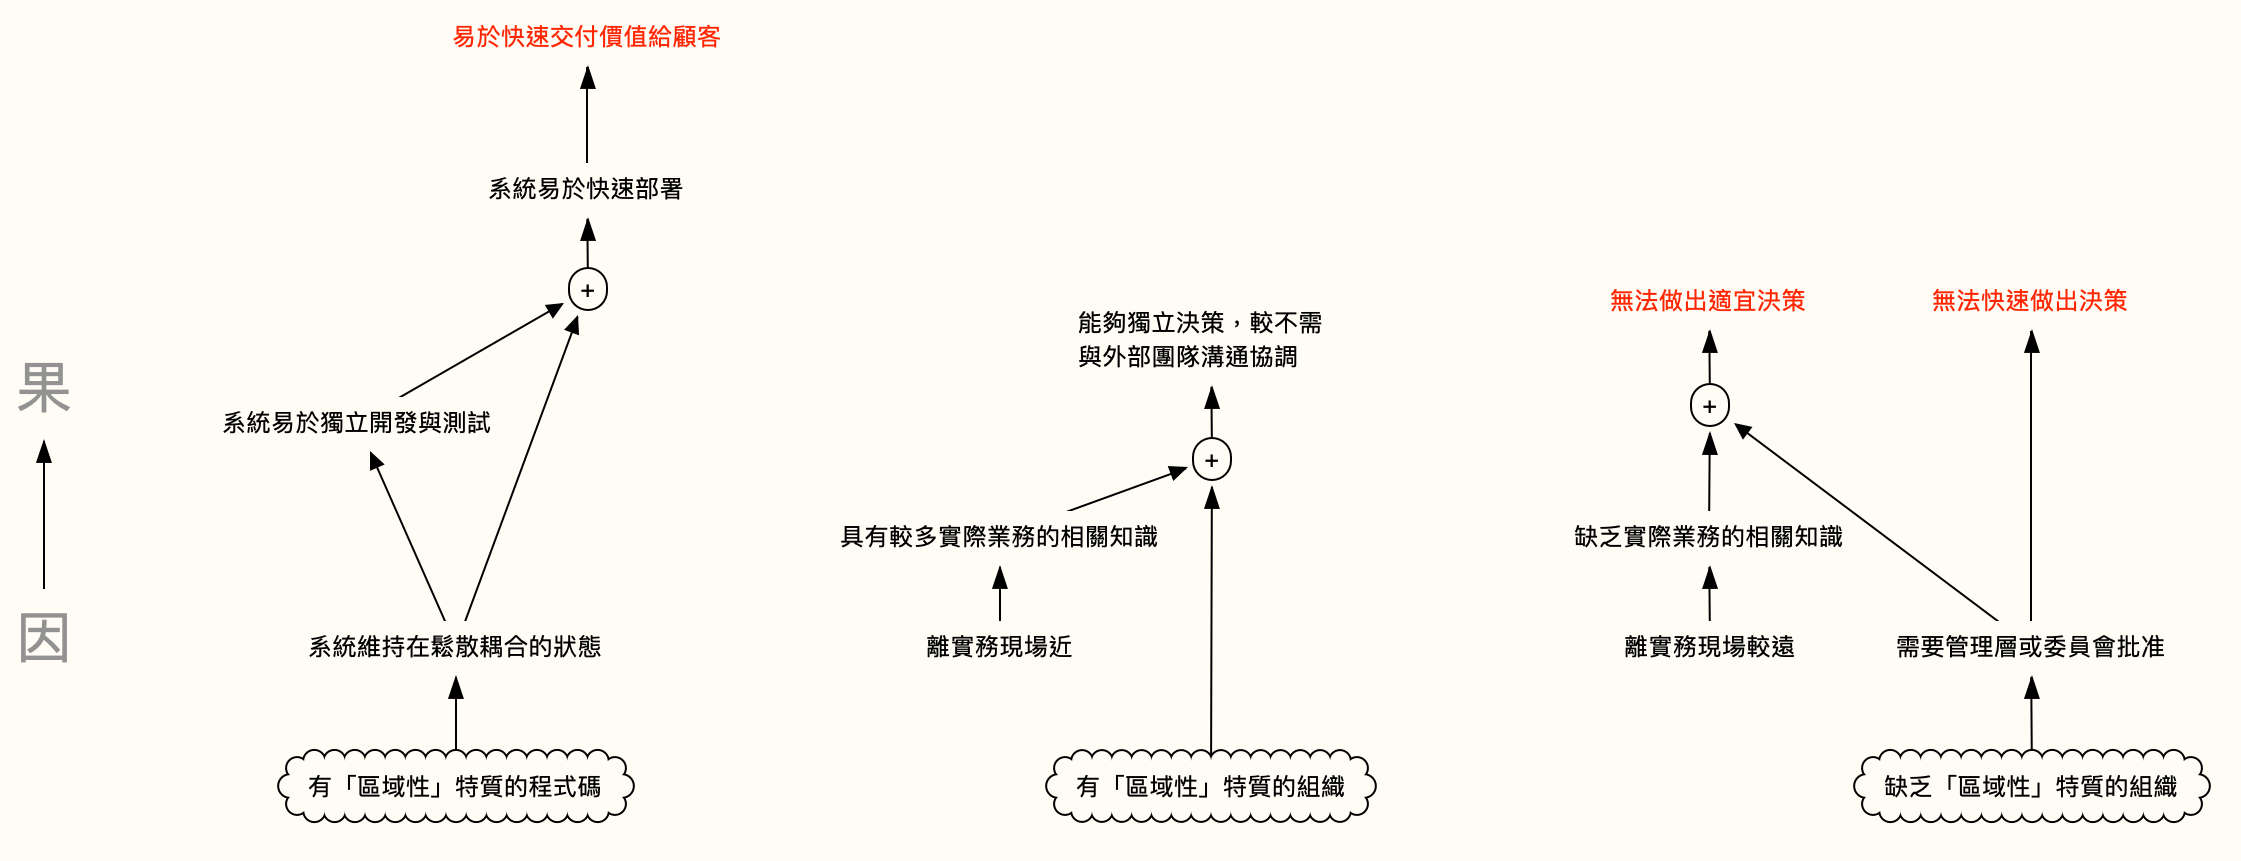 易於快速交付價值給顧客
系統易於快速部署
+
系統易於獨立開發與測試
系統維持在鬆散耦合的狀態
有「區域性」特質的程式碼
果
因
能夠獨立決策，較不需
與外部團隊溝通協調
+
具有較多實際業務的相關知識
離實務現場近
有「區域性」特質的組織
無法做出適宜決策
無法快速做出決策
+
缺乏實際業務的相關知識
離實務現場較遠
需要管理層或委員會批准
缺乏「區域性」特質的組織